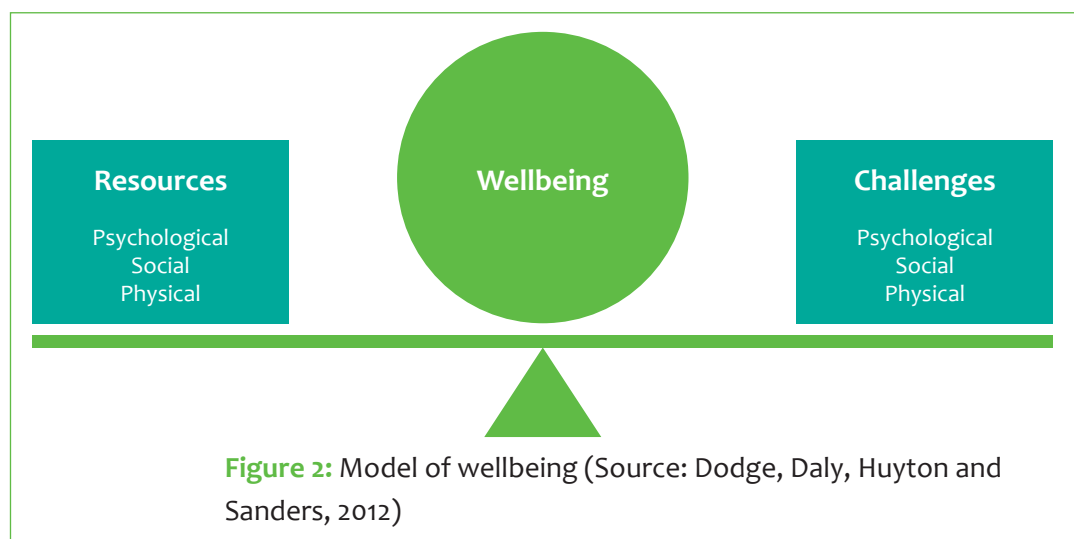 Resources
Psychological
Social
Physical
Wellbeing
Challenges
Psychological
Social
Physical
Figure 2: Model of wellbeing (Source: Dodge, Daly, Huyton and
Sanders, 2012)